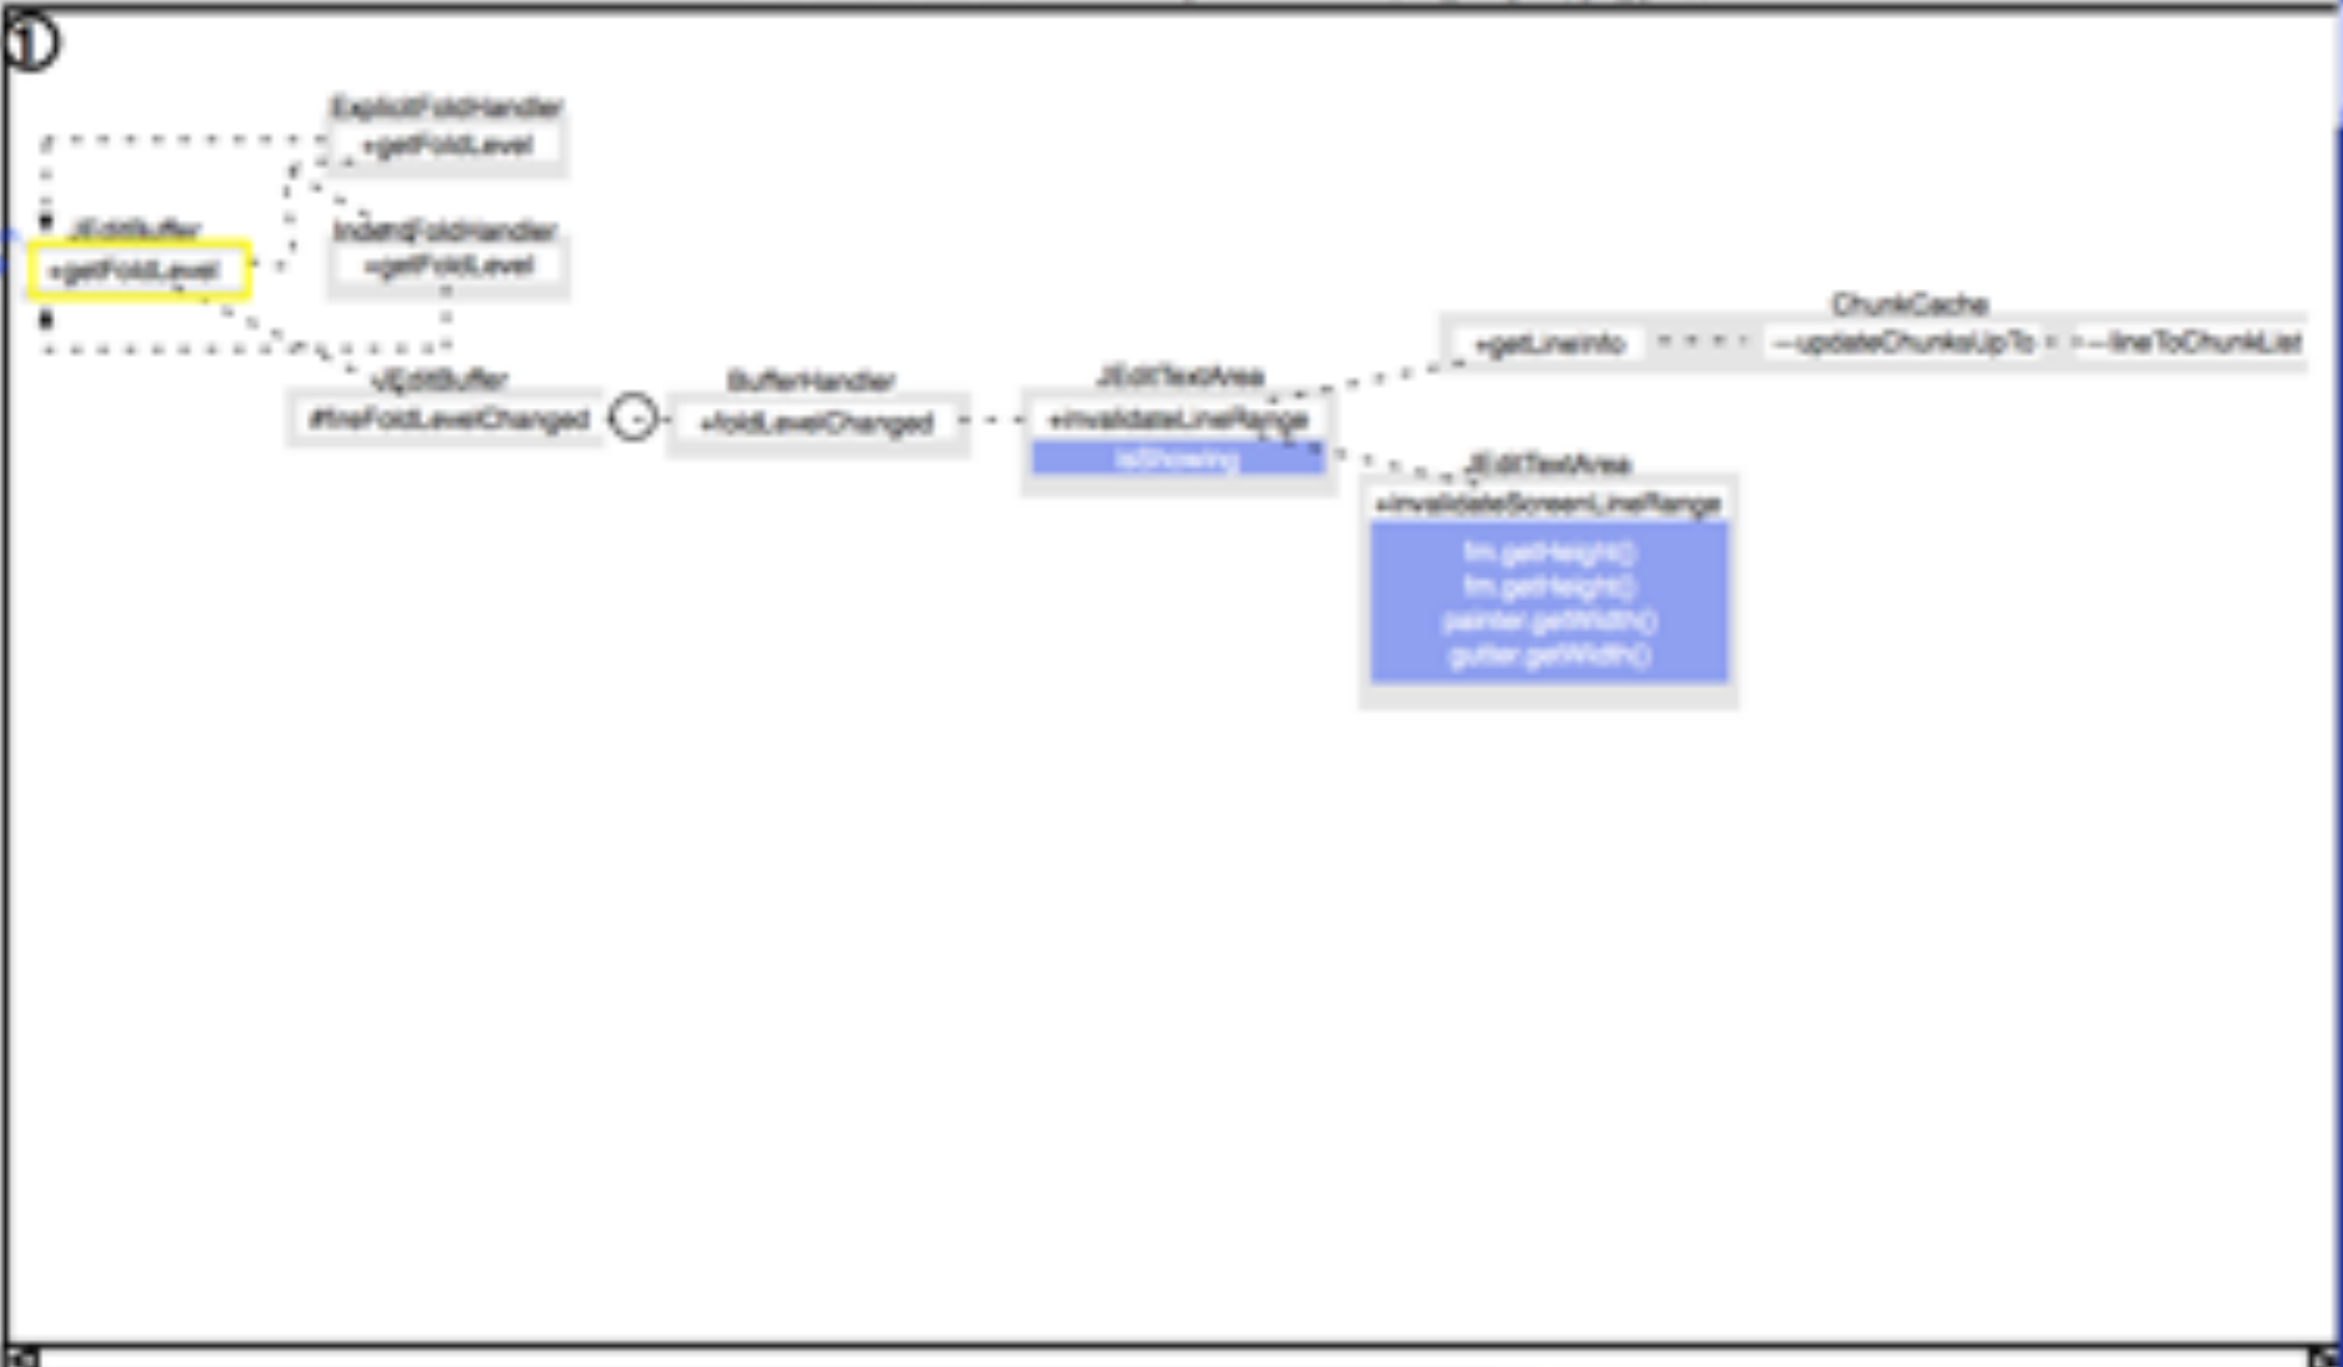 1
ExplicitFoldHandler
+getFoldLevel
JEditBuffer
+getFoldLevel
IndentFoldHandler
+getFoldLevel
ChunkCache
+getLineInfo
-updateChunksUpTo
-lineToChunkList
JEditBuffer
#fireFoldLevelChanged
BufferHandler
+foldLevelChanged
JEditTextArea
+invalidateLineRange
isShowing
JEditTextArea
+invalidateScreenLineRange
fm.getHeight()
fm.getHeight()
painter.getWidth()
gutter.getWidth()